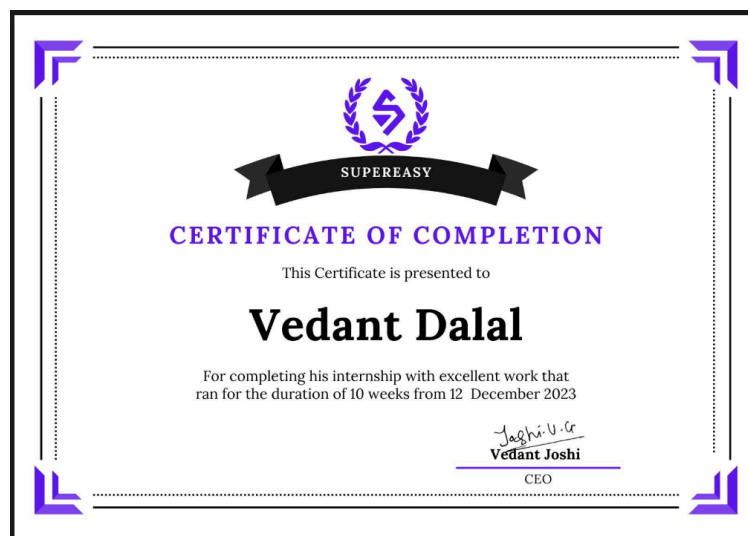 SUPEREASY
CERTIFICATE OF COMPLETION
This Certificate is presented to
Vedant Dalal
For completing his internship with excellent work that
ran for the duration of 10 weeks from 12 December 2023
Joshi.V.G
Vedant Joshi
CEO